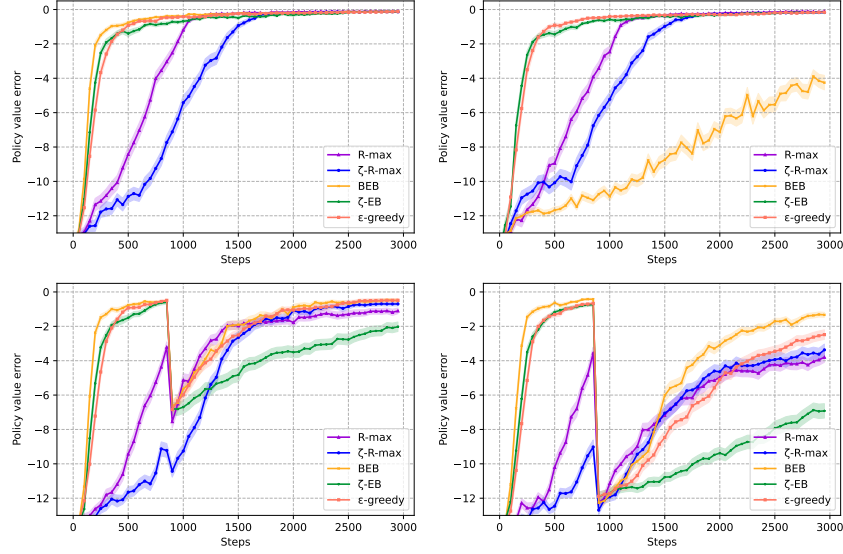 0
−2
−4
−6
−8
−10
−12
Policy value error
0
500
1000
1500
2000
2500
3000
Steps
R-max
ζ-R-max
BEB
ζ-EB
ε-greedy
0
−2
−4
−6
−8
−10
−12
Policy value error
0
500
1000
1500
2000
2500
3000
Steps
R-max
ζ-R-max
BEB
ζ-EB
ε-greedy
0
−2
−4
−6
−8
−10
−12
Policy value error
0
500
1000
1500
2000
2500
3000
Steps
R-max
ζ-R-max
BEB
ζ-EB
ε-greedy
0
−2
−4
−6
−8
−10
−12
Policy value error
0
500
1000
1500
2000
2500
3000
Steps
R-max
ζ-R-max
BEB
ζ-EB
ε-greedy